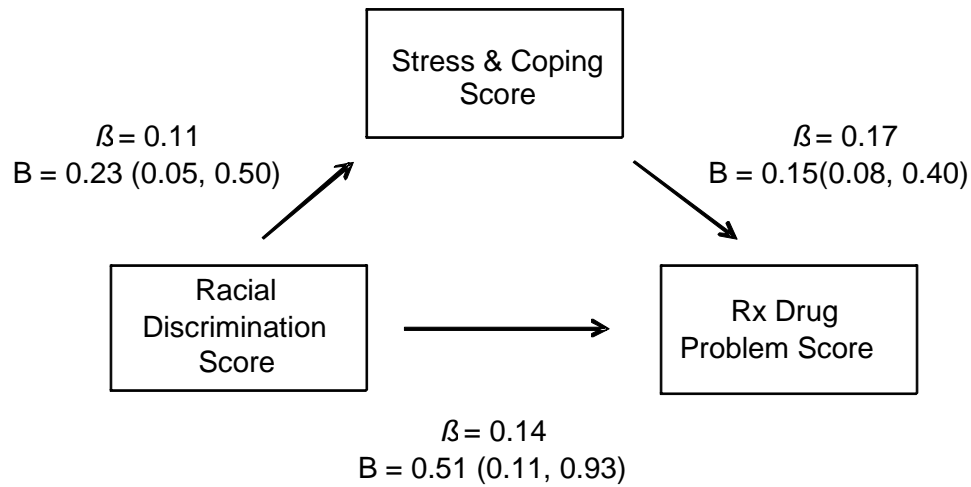 Stress & Coping
Score
ß = 0.11
B = 0.23 (0.05, 0.50)
ß = 0.17
B = 0.15(0.08, 0.40)
Racial
Discrimination
Score
Rx Drug
Problem Score
ß = 0.14
B = 0.51 (0.11, 0.93)